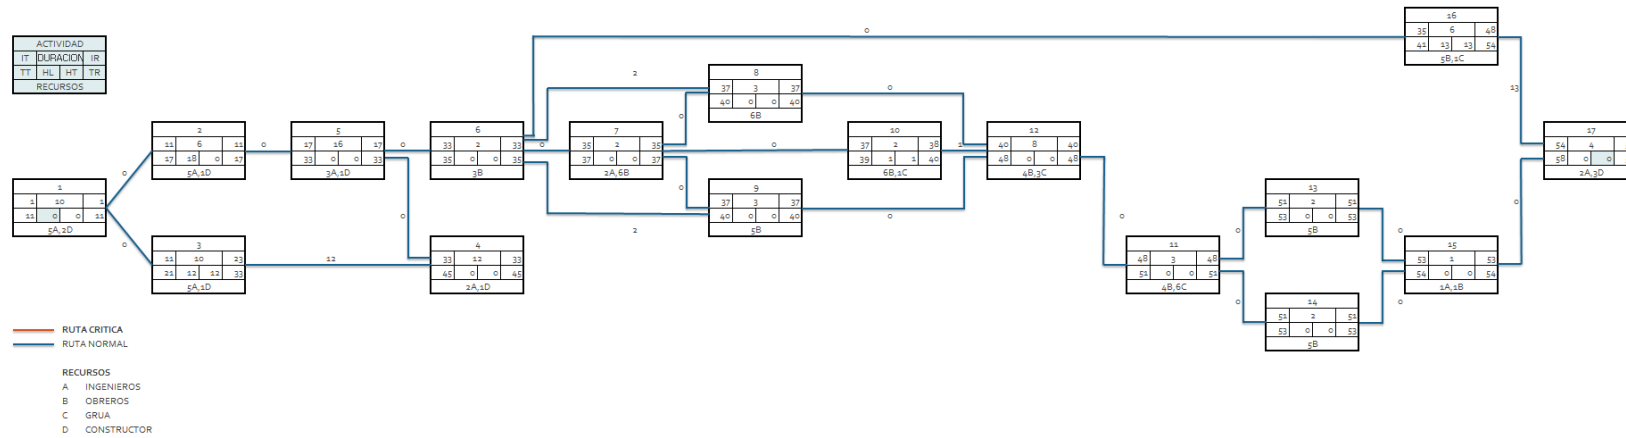 ACTIVIDAD
IT DURACION IR
TT HL HT TR
RECURSOS
1
1 10 1
11 0 0 11
5A,2D
0
0
2
11 6 11
17 18 0 17
5A,1D
0
3
11 10 23
21 12 12 33
5A,1D
12
5
17 16 17
33 0 0 33
3A,1D
0
0
4
33 12 33
45 0 0 45
2A,1D
6
33 2 33
35 0 0 35
3B
0
2
0
2
7
35 2 35
37 0 0 37
2A,6B
0
0
0
8
37 3 37
40 0 0 40
6B
0
9
37 3 37
40 0 0 40
5B
0
10
37 2 38
39 1 1 40
6B,1C
1
12
40 8 40
48 0 0 48
4B,3C
0
11
48 3 48
51 0 0 51
4B,6C
0
0
13
51 2 51
53 0 0 53
5B
0
14
51 2 51
53 0 0 53
5B
0
15
53 1 53
54 0 0 54
1A,1B
0
16
35 6 48
41 13 13 54
5B,1C
13
17
54 4
58 0 0
2A,3D
RUTA CRITICA
RUTA NORMAL
RECURSOS
A INGENIEROS
B OBREROS
C GRUA
D CONSTRUCTOR